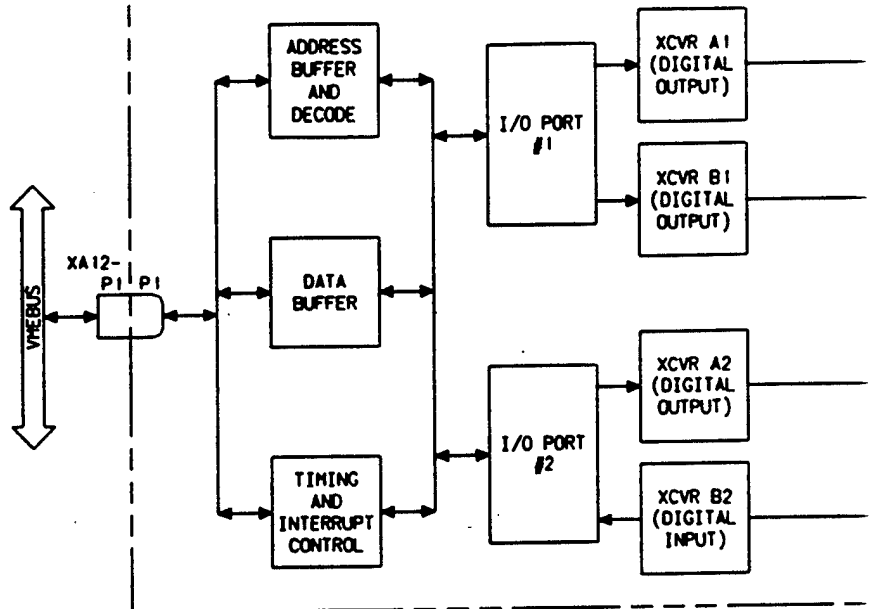 ADDRESS
BUFFER
AND
DECODE
I/O PORT
#1
XCVR A1
(DIGITAL
OUTPUT)
XCVR B1
(DIGITAL
OUTPUT)
VMEBUS
XA12-
P1 P1
DATA
BUFFER
TIMING
AND
INTERRUPT
CONTROL
I/O PORT
#2
XCVR A2
(DIGITAL
OUTPUT)
XCVR B2
(DIGITAL
INPUT)